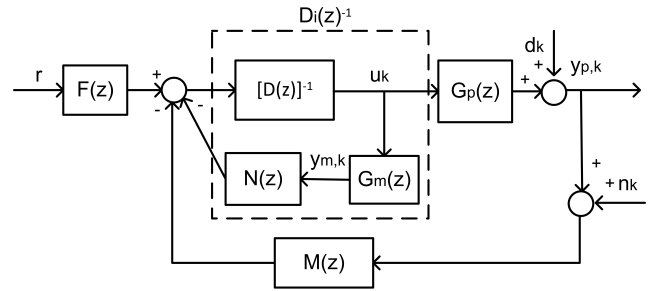 Di(z)-1
dk
r
F(z)
+
-
-
[D(z)]-1
uk
Gp(z)
+
+
yp,k
N(z)
ym,k
Gm(z)
+
+ nk
M(z)